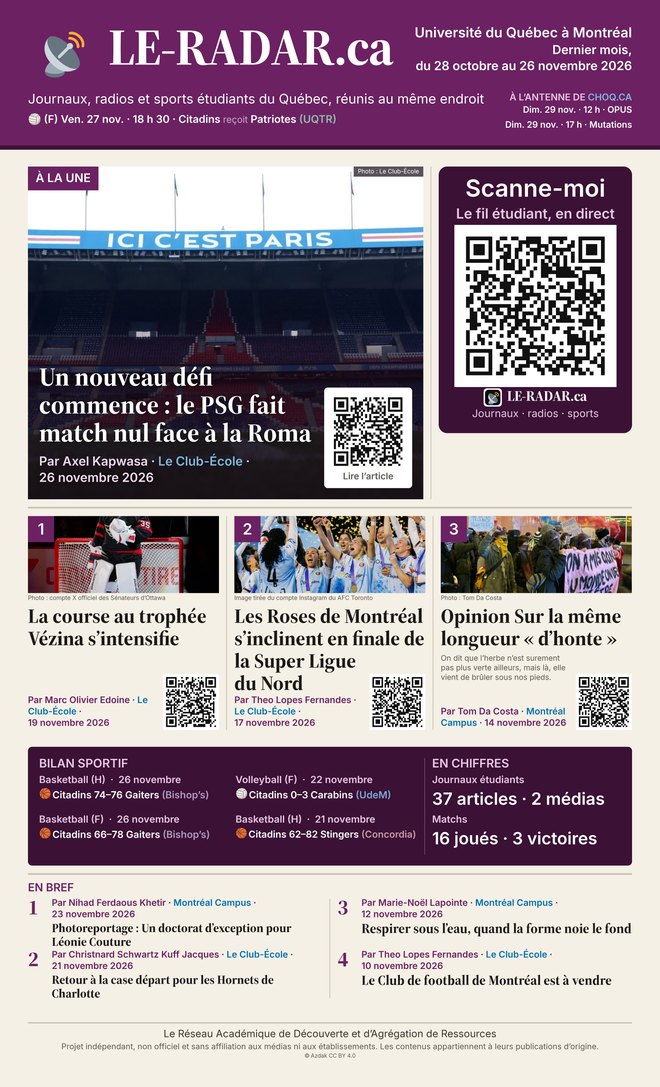 LE-RADAR.ca
Université du Québec à Montréal
Dernier mois,
du 28 octobre au 26 novembre 2026
Journaux, radios et sports étudiants du Québec, réunis au même endroit
(F) Ven. 27 nov. · 18 h 30 · Citadins reçoit Patriotes (UQTR)
À L'ANTENNE DE CHOQ.CA
Dim. 29 nov. · 12 h · OPUS
Dim. 29 nov. · 17 h · Mutations
À LA UNE
Photo : Le Club-École
ICI C'EST PARIS
Un nouveau défi
commence : le PSG fait
match nul face à la Roma
Par Axel Kapwasa · Le Club-École ·
26 novembre 2026
Lire l'article
Scanne-moi
Le fil étudiant, en direct
LE-RADAR.ca
Journaux · radios · sports
1
Photo : compte X officiel des Sénateurs d'Ottawa
La course au trophée
Vézina s'intensifie
Par Marc Olivier Edoine · Le
Club-École ·
19 novembre 2026
2
Image tirée du compte Instagram du AFC Toronto
Les Roses de Montréal
s'inclinent en finale de
la Super Ligue
du Nord
Par Theo Lopes Fernandes ·
Le Club-École ·
17 novembre 2026
3
Photo : Tom Da Costa
Opinion Sur la même
longueur « d'honte »
On dit que l'herbe n'est surement
pas plus verte ailleurs, mais là, elle
vient de brûler sous nos pieds.
Par Tom Da Costa · Montréal
Campus · 14 novembre 2026
BILAN SPORTIF
Basketball (H) · 26 novembre
Citadins 74–76 Gaiters (Bishop's)
Volleyball (F) · 22 novembre
Citadins 0–3 Carabins (UdeM)
Basketball (F) · 26 novembre
Citadins 66–78 Gaiters (Bishop's)
Basketball (H) · 21 novembre
Citadins 62–82 Stingers (Concordia)
EN CHIFFRES
Journaux étudiants
37 articles · 2 médias
Matchs
16 joués · 3 victoires
EN BREF
1
Par Nihad Ferdaous Khetir · Montréal Campus ·
23 novembre 2026
Photoreportage : Un doctorat d'exception pour
Léonie Couture
2
Par Christnard Schwartz Kuff Jacques · Le Club-École ·
21 novembre 2026
Retour à la case départ pour les Hornets de
Charlotte
3
Par Marie-Noël Lapointe · Montréal Campus ·
12 novembre 2026
Respirer sous l'eau, quand la forme noie le fond
4
Par Theo Lopes Fernandes · Le Club-École ·
10 novembre 2026
Le Club de football de Montréal est à vendre
Le Réseau Académique de Découverte et d'Agrégation de Ressources
Projet indépendant, non officiel et sans affiliation aux médias ni aux établissements. Les contenus appartiennent à leurs publications d'origine.
© Azdak CC BY 4.0